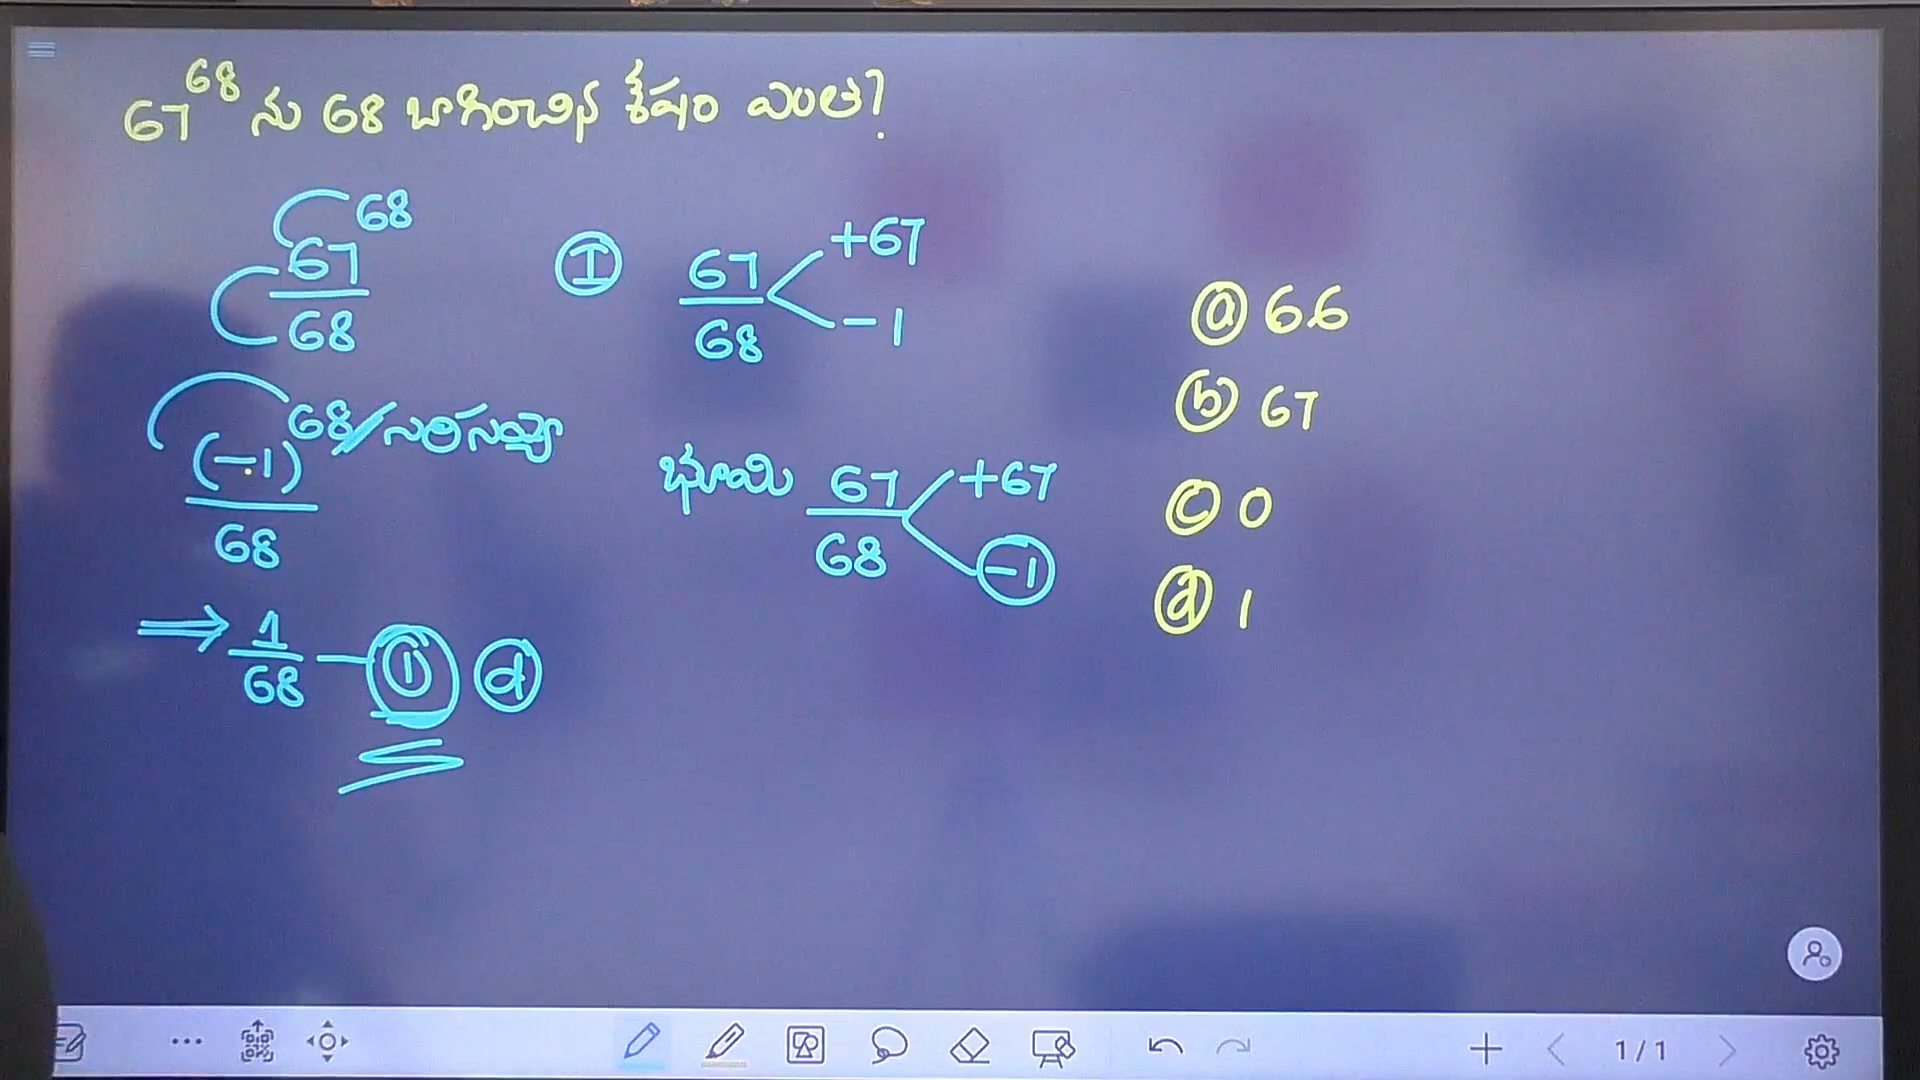 67^68 ను 68 బాగించిన శేషం ఎంత?
67^68
68
(-1)^68 / సరిసంఖ్య
68
⇒ 1/68 — 1 d
I 67/68 < +67
-1
భూయి 67/68 < +67
-1
a 66
b 67
c 0
d 1
1 / 1